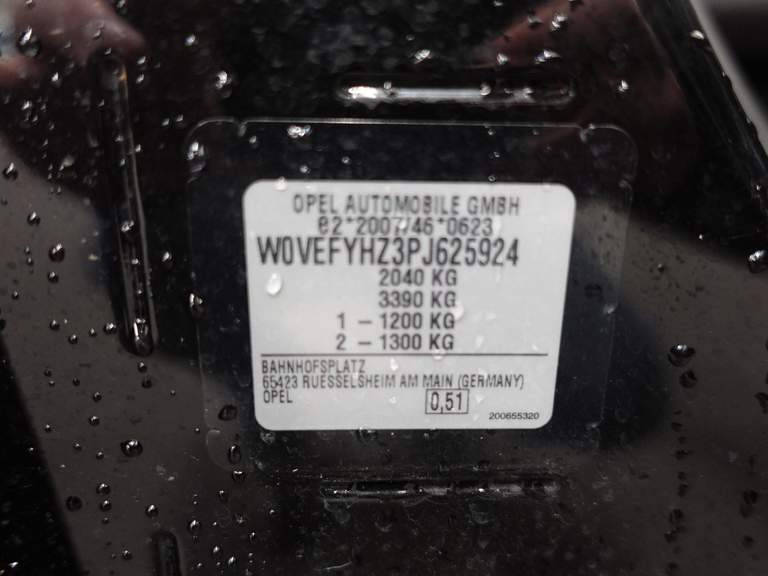 OPEL AUTOMOBILE GMBH
e2*2007/46*0623
W0VEFYHZ3PJ625924
2040 KG
3390 KG
1 – 1200 KG
2 – 1300 KG
BAHNHOFSPLATZ
65423 RUESSELSHEIM AM MAIN (GERMANY)
OPEL
0,51
200655320